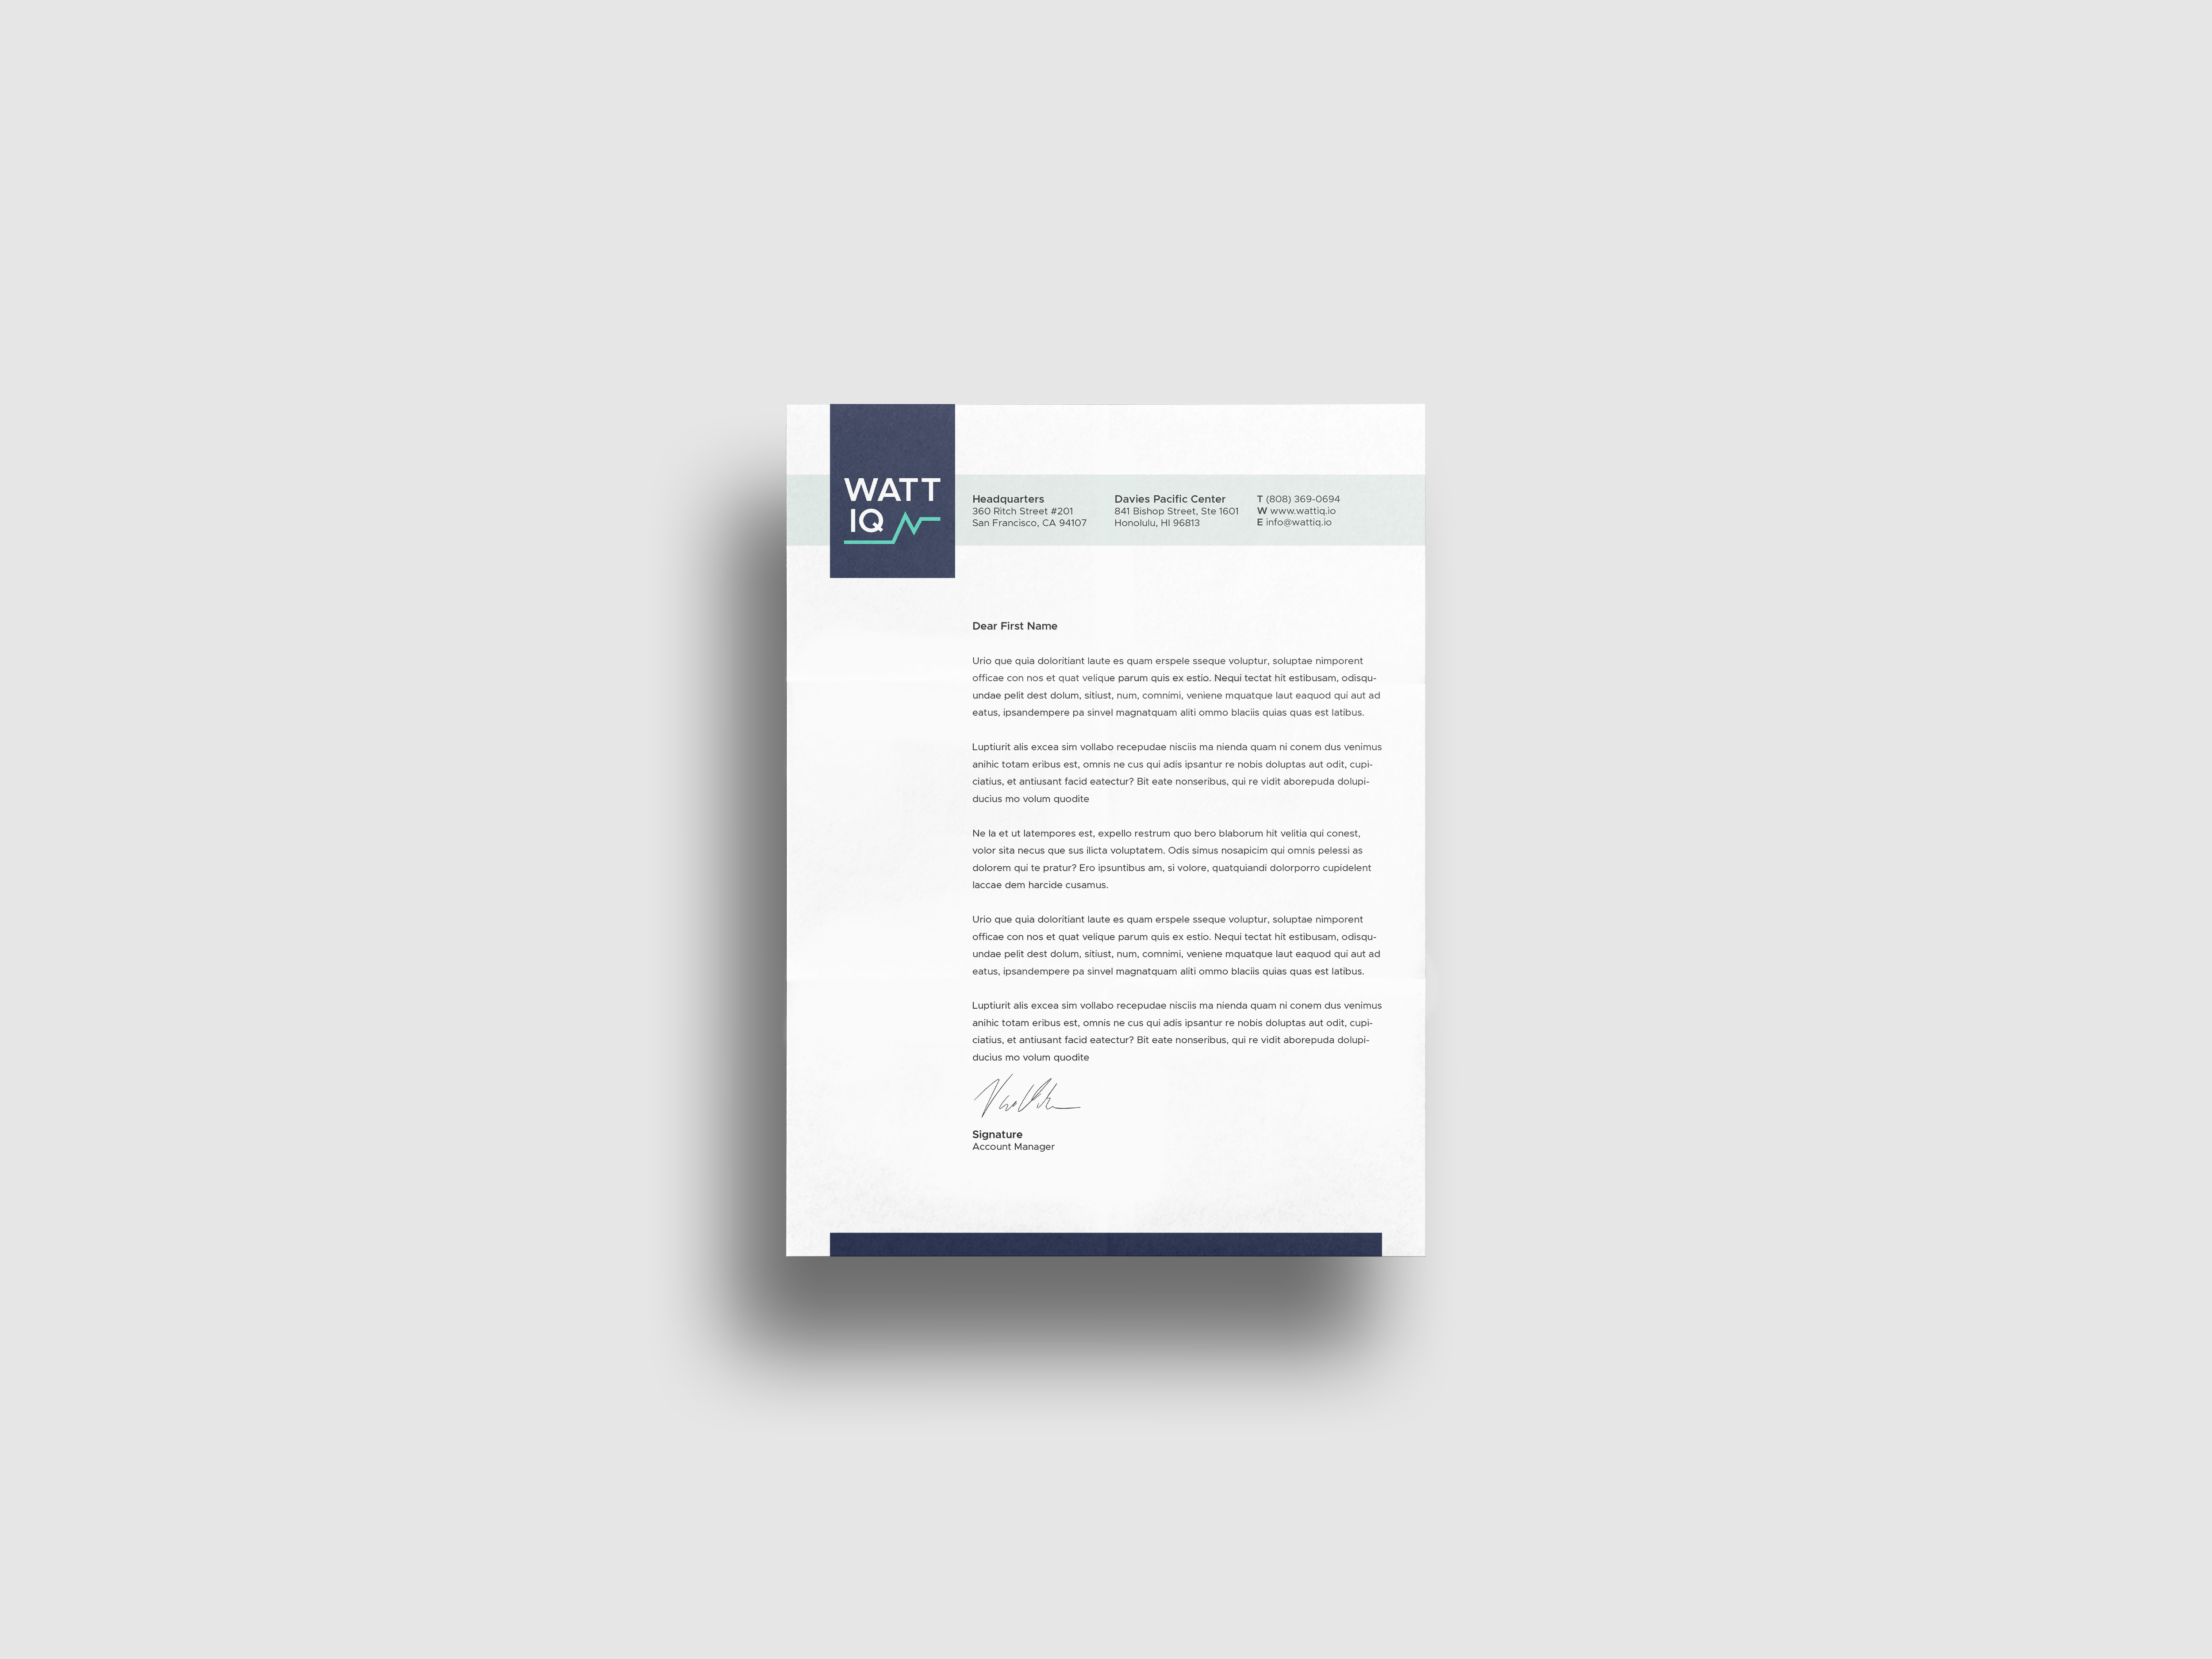 WATT
IQ
Headquarters
360 Ritch Street #201
San Francisco, CA 94107
Davies Pacific Center
841 Bishop Street, Ste 1601
Honolulu, HI 96813
T (808) 369-0694
W www.wattiq.io
E info@wattiq.io
Dear First Name
Urio que quia doloritiant laute es quam erspele sseque voluptur, soluptae nimporent
officae con nos et quat velique parum quis ex estio. Nequi tectat hit estibusam, odisqu-
undae pelit dest dolum, sitiust, num, comnimi, veniene mquatque laut eaquod qui aut ad
eatus, ipsandempere pa sinvel magnatquam aliti ommo blaciis quias quas est latibus.
Luptiurit alis excea sim vollabo recepudae nisciis ma nienda quam ni conem dus venimus
anihic totam eribus est, omnis ne cus qui adis ipsantur re nobis doluptas aut odit, cupi-
ciatius, et antiusant facid eatectur? Bit eate nonseribus, qui re vidit aborepuda dolupi-
ducius mo volum quodite
Ne la et ut latempores est, expello restrum quo bero blaborum hit velitia qui conest,
volor sita necus que sus ilicta voluptatem. Odis simus nosapicim qui omnis pelessi as
dolorem qui te pratur? Ero ipsuntibus am, si volore, quatquiandi dolorporro cupidelent
laccae dem harcide cusamus.
Urio que quia doloritiant laute es quam erspele sseque voluptur, soluptae nimporent
officae con nos et quat velique parum quis ex estio. Nequi tectat hit estibusam, odisqu-
undae pelit dest dolum, sitiust, num, comnimi, veniene mquatque laut eaquod qui aut ad
eatus, ipsandempere pa sinvel magnatquam aliti ommo blaciis quias quas est latibus.
Luptiurit alis excea sim vollabo recepudae nisciis ma nienda quam ni conem dus venimus
anihic totam eribus est, omnis ne cus qui adis ipsantur re nobis doluptas aut odit, cupi-
ciatius, et antiusant facid eatectur? Bit eate nonseribus, qui re vidit aborepuda dolupi-
ducius mo volum quodite
Signature
Account Manager